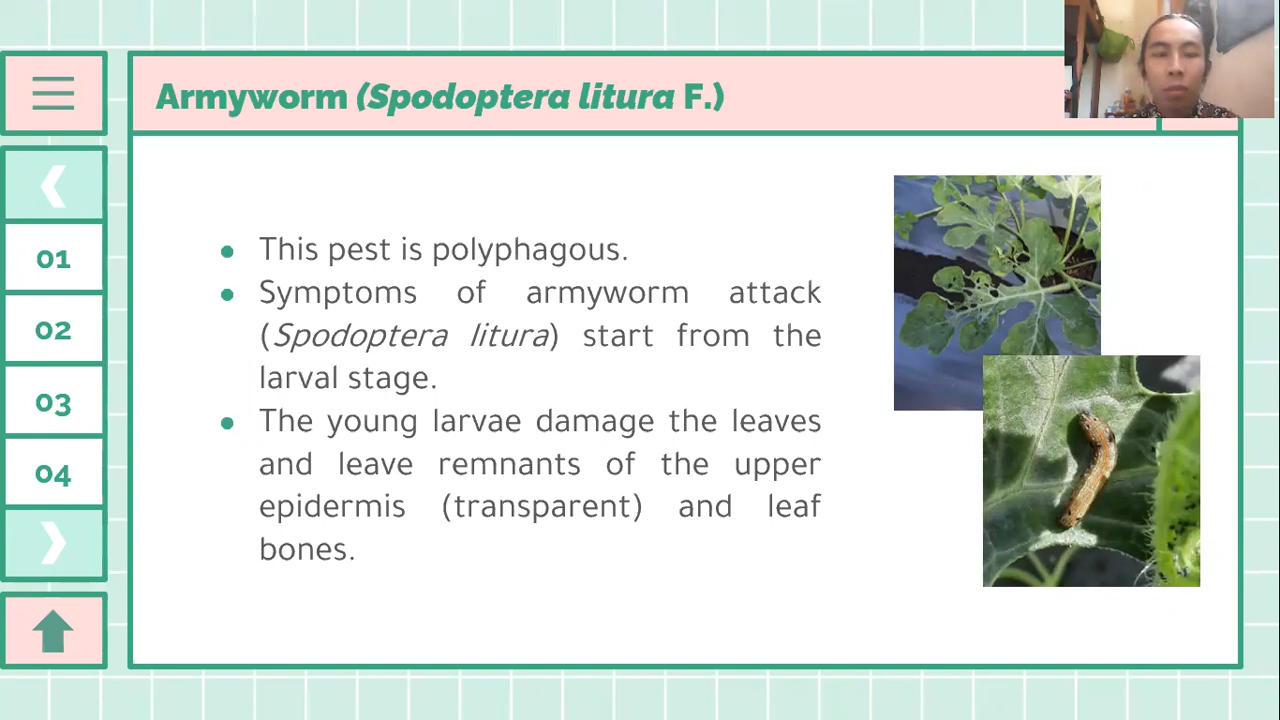 Armyworm (Spodoptera litura F.)
01
02
03
04
This pest is polyphagous.
Symptoms of armyworm attack
(Spodoptera litura) start from the
larval stage.
The young larvae damage the leaves
and leave remnants of the upper
epidermis (transparent) and leaf
bones.